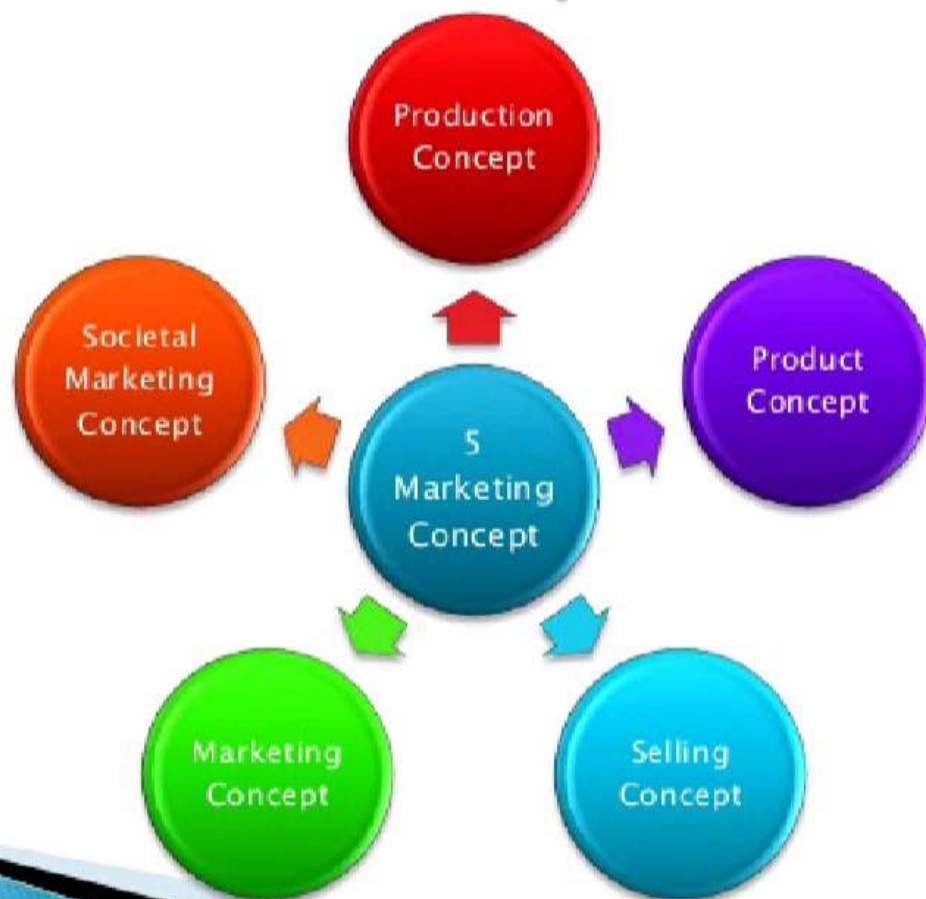 Production
Concept
Product
Concept
Selling
Concept
Marketing
Concept
Societal
Marketing
Concept
5
Marketing
Concept